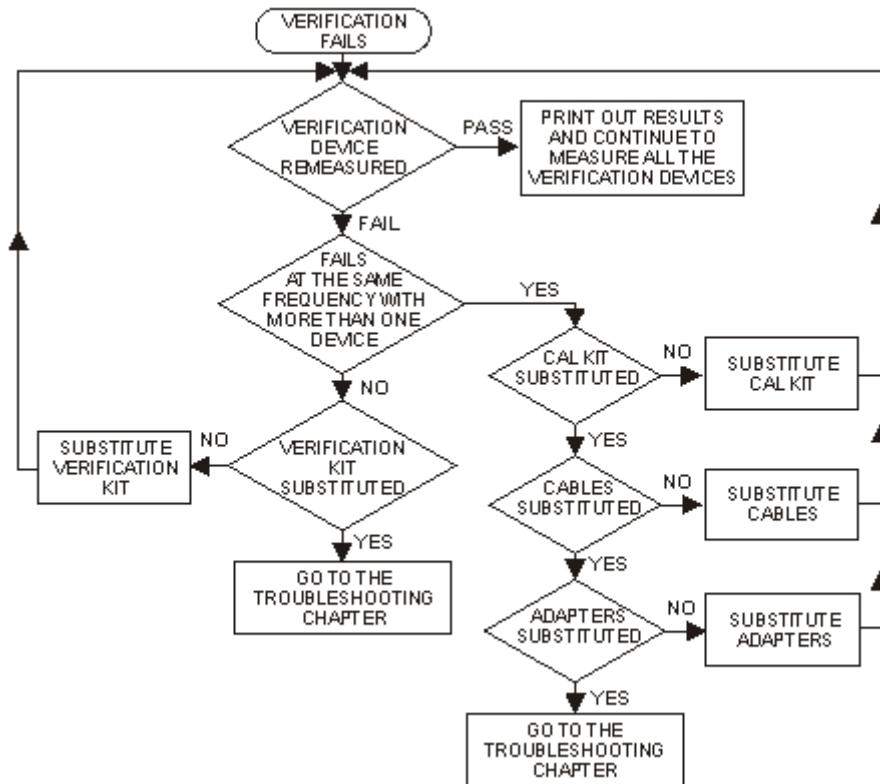 VERIFICATION
FAILS
VERIFICATION
DEVICE
REMEASURED
PASS
PRINT OUT RESULTS
AND CONTINUE TO
MEASURE ALL THE
VERIFICATION DEVICES
FAIL
FAILS
AT THE SAME
FREQUENCY WITH
MORE THAN ONE
DEVICE
YES
CAL KIT
SUBSTITUTED
NO
SUBSTITUTE
CAL KIT
NO
SUBSTITUTE
VERIFICATION
KIT
NO
VERIFICATION
KIT
SUBSTITUTED
YES
CABLES
SUBSTITUTED
NO
SUBSTITUTE
CABLES
YES
GO TO THE
TROUBLESHOOTING
CHAPTER
YES
ADAPTERS
SUBSTITUTED
NO
SUBSTITUTE
ADAPTERS
YES
GO TO THE
TROUBLESHOOTING
CHAPTER